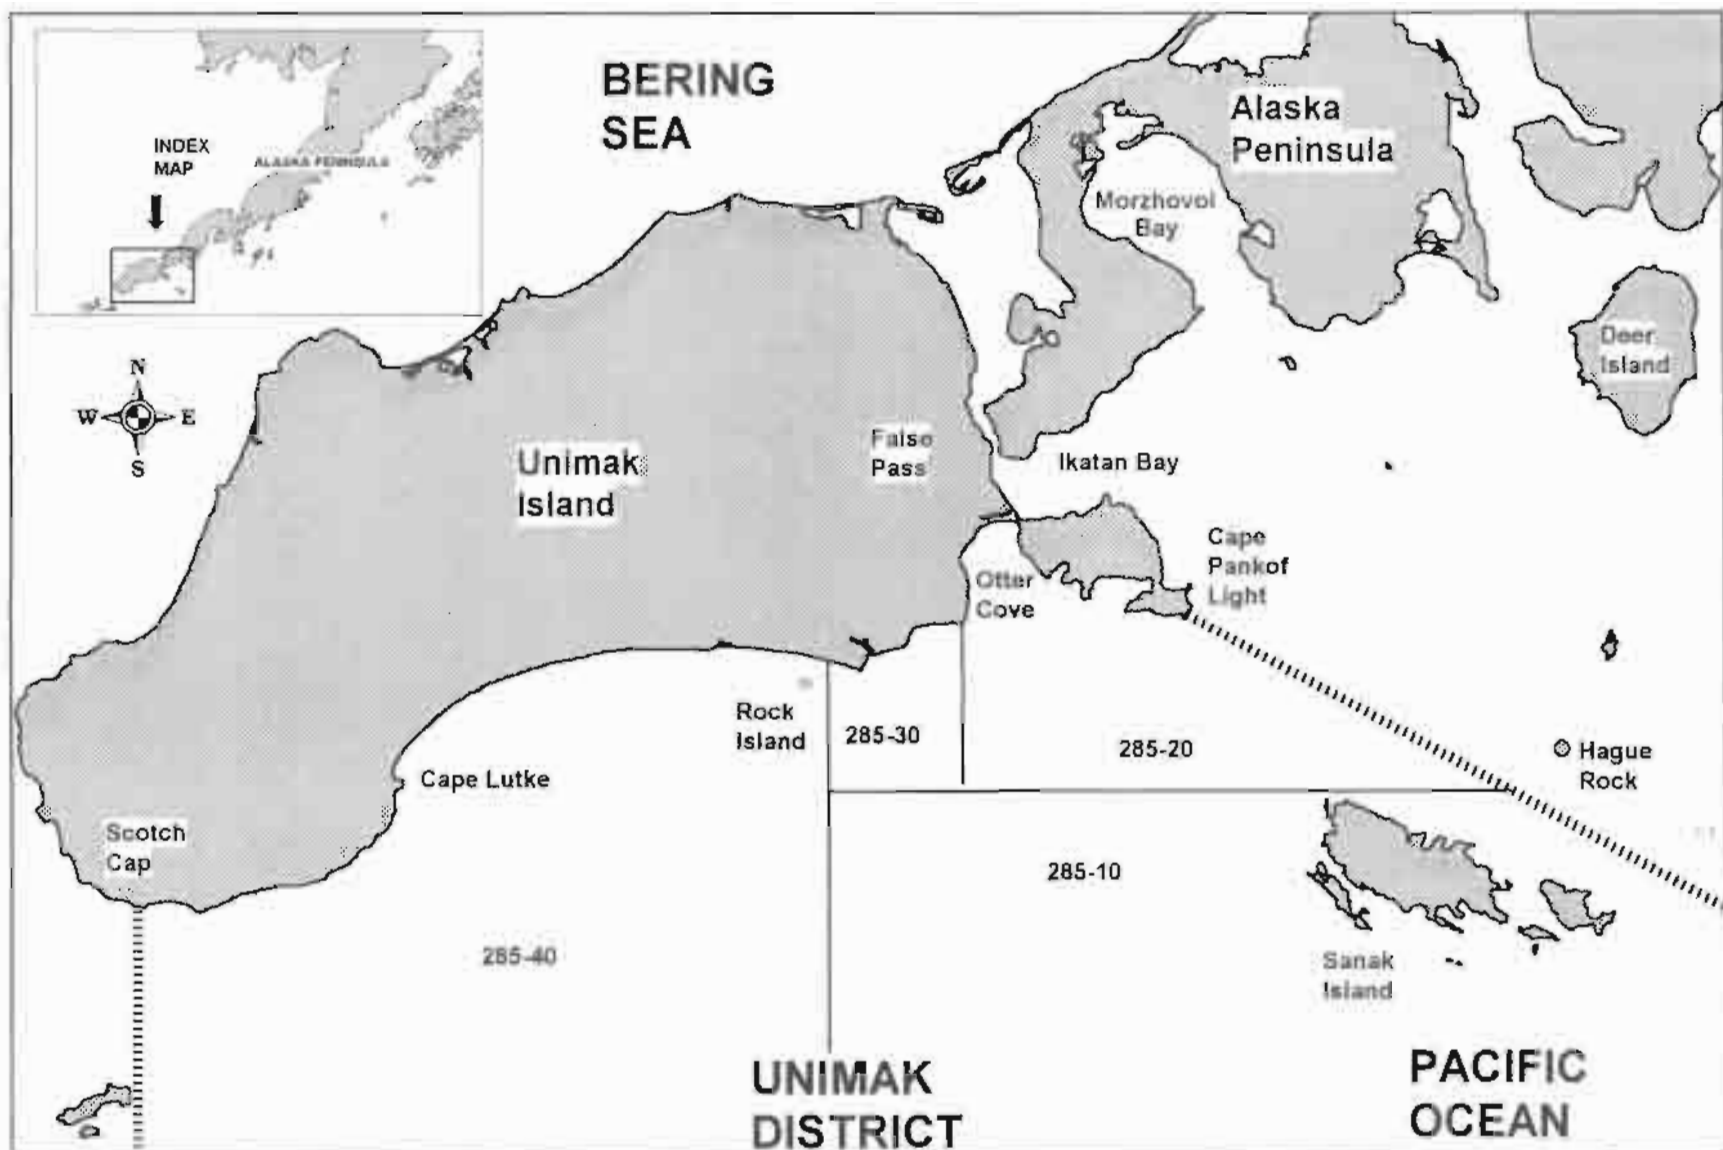 BERING
SEA
INDEX
MAP
ALASKA PENINSULA
Alaska
Peninsula
Morzhovoi
Bay
N
W
E
S
Deer
Island
Unimak
Island
False
Pass
Ikatan Bay
Cape
Pankof
Light
Otter
Cove
Rock
Island
285-30
285-20
Hague
Rock
Cape Lutke
Scotch
Cap
285-10
285-40
Sanak
Island
UNIMAK
DISTRICT
PACIFIC
OCEAN